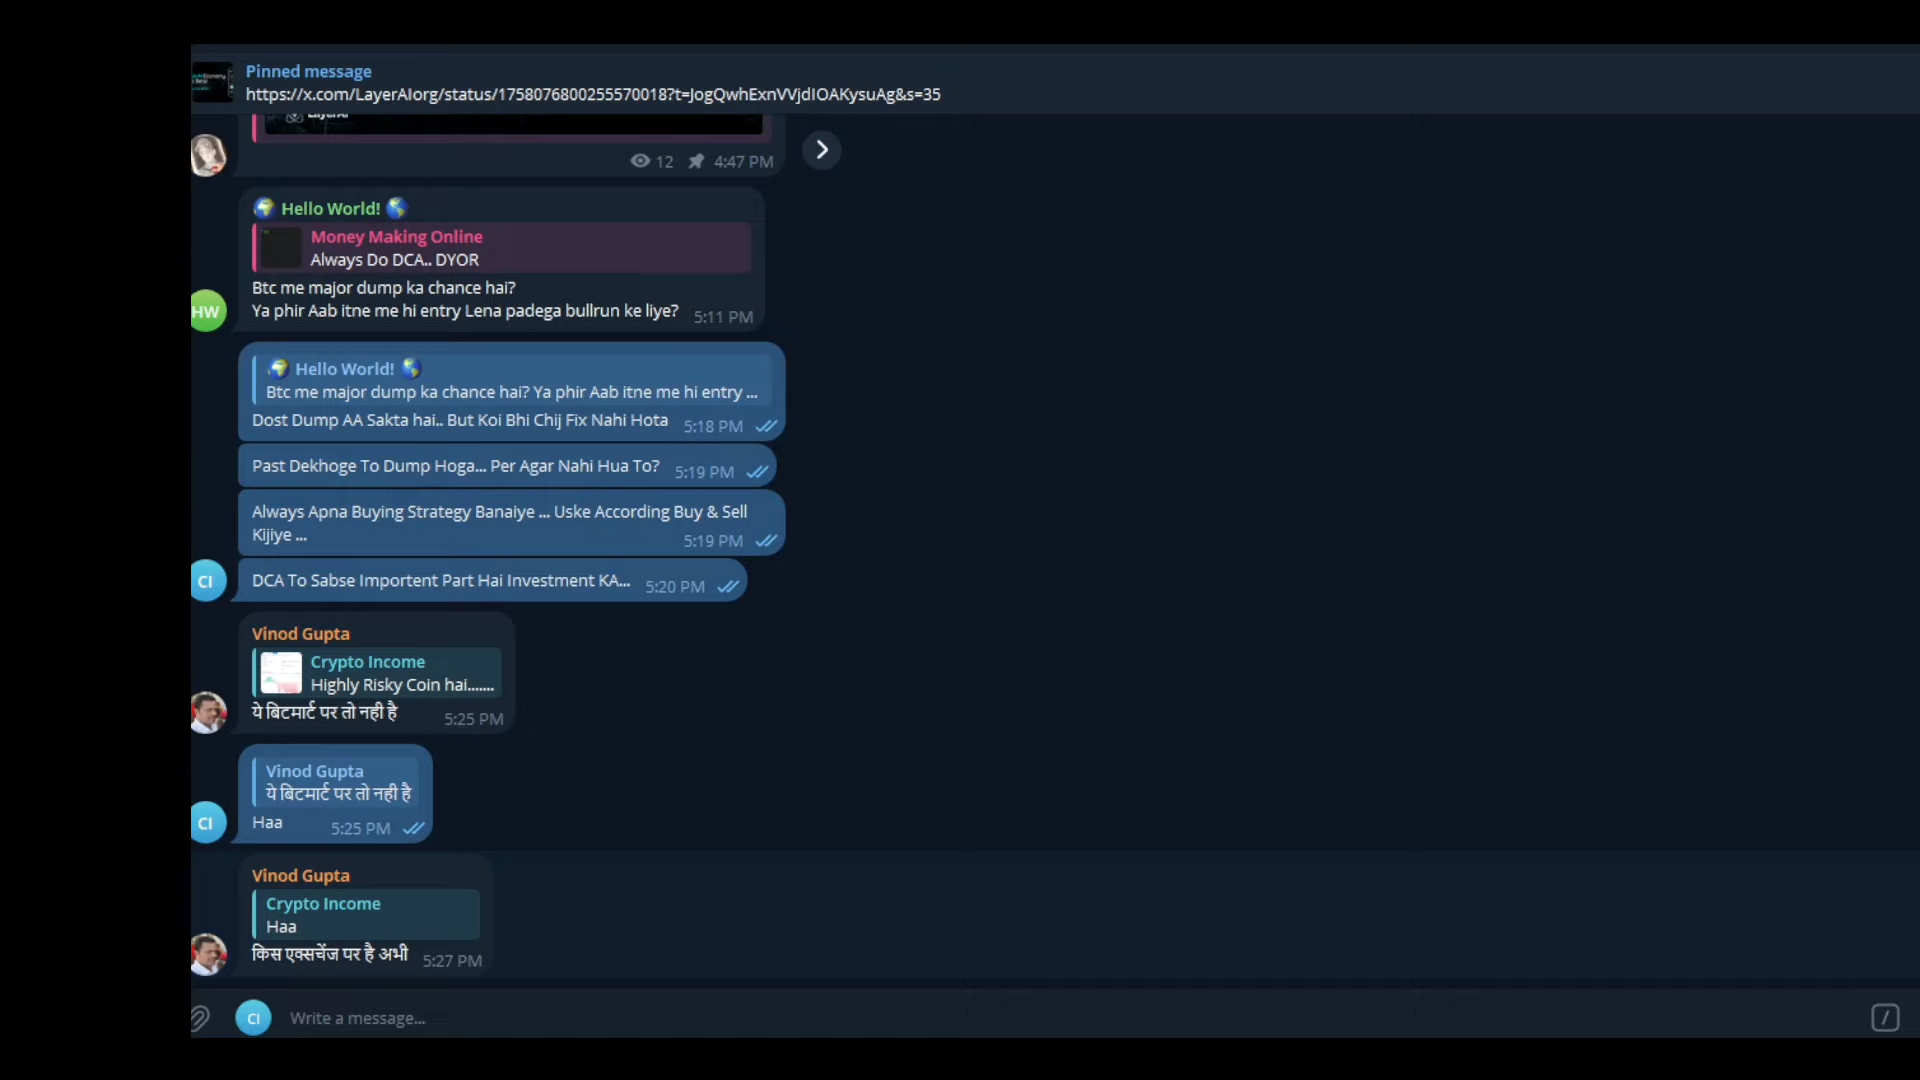 Pinned message
https://x.com/LayerAIorg/status/1758076800255570018?t=JogQwhExnVVjdIOAKysuAg&s=35
LayerAI
12 4:47 PM
Hello World!
Money Making Online
Always Do DCA.. DYOR
Btc me major dump ka chance hai?
Ya phir Aab itne me hi entry Lena padega bullrun ke liye? 5:11 PM
HW
Hello World!
Btc me major dump ka chance hai? Ya phir Aab itne me hi entry ...
Dost Dump AA Sakta hai.. But Koi Bhi Chij Fix Nahi Hota 5:18 PM
Past Dekhoge To Dump Hoga... Per Agar Nahi Hua To? 5:19 PM
Always Apna Buying Strategy Banaiye ... Uske According Buy & Sell
Kijiye ... 5:19 PM
CI DCA To Sabse Importent Part Hai Investment KA... 5:20 PM
Vinod Gupta
Crypto Income
Highly Risky Coin hai.......
ये बिटमार्ट पर तो नही है 5:25 PM
Vinod Gupta
ये बिटमार्ट पर तो नही है
CI Haa 5:25 PM
Vinod Gupta
Crypto Income
Haa
किस एक्सचेंज पर है अभी 5:27 PM
CI Write a message...